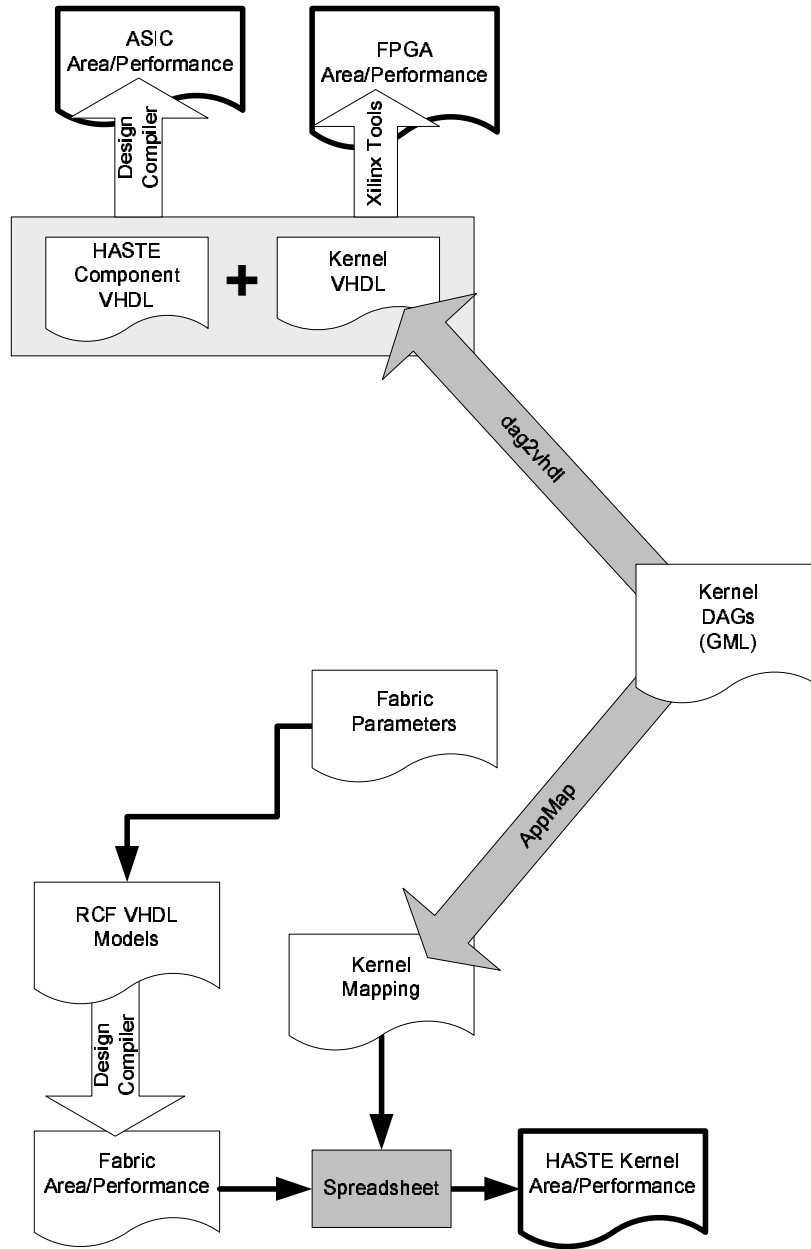 ASIC
Area/Performance
FPGA
Area/Performance
Design
Compiler
Xilinx Tools
HASTE
Component
VHDL
+
Kernel
VHDL
dag2vhdl
Kernel
DAGs
(GML)
Fabric
Parameters
AppMap
RCF VHDL
Models
Kernel
Mapping
Design
Compiler
Fabric
Area/Performance
Spreadsheet
HASTE Kernel
Area/Performance